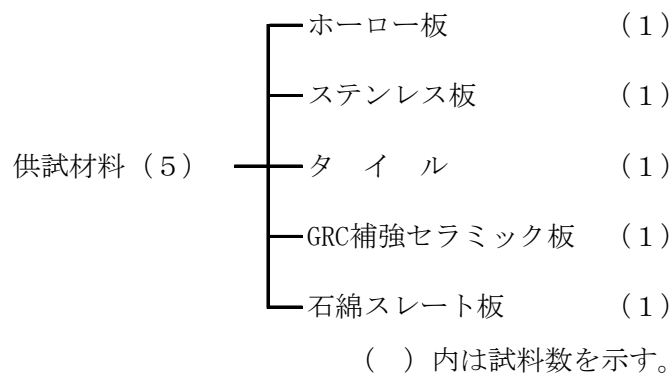 ホーロー板　（１）
ステンレス板　（１）
供試材料（５）　タ　イ　ル　（１）
GRC補強セラミック板　（１）
石綿スレート板　（１）
（　）内は試料数を示す。